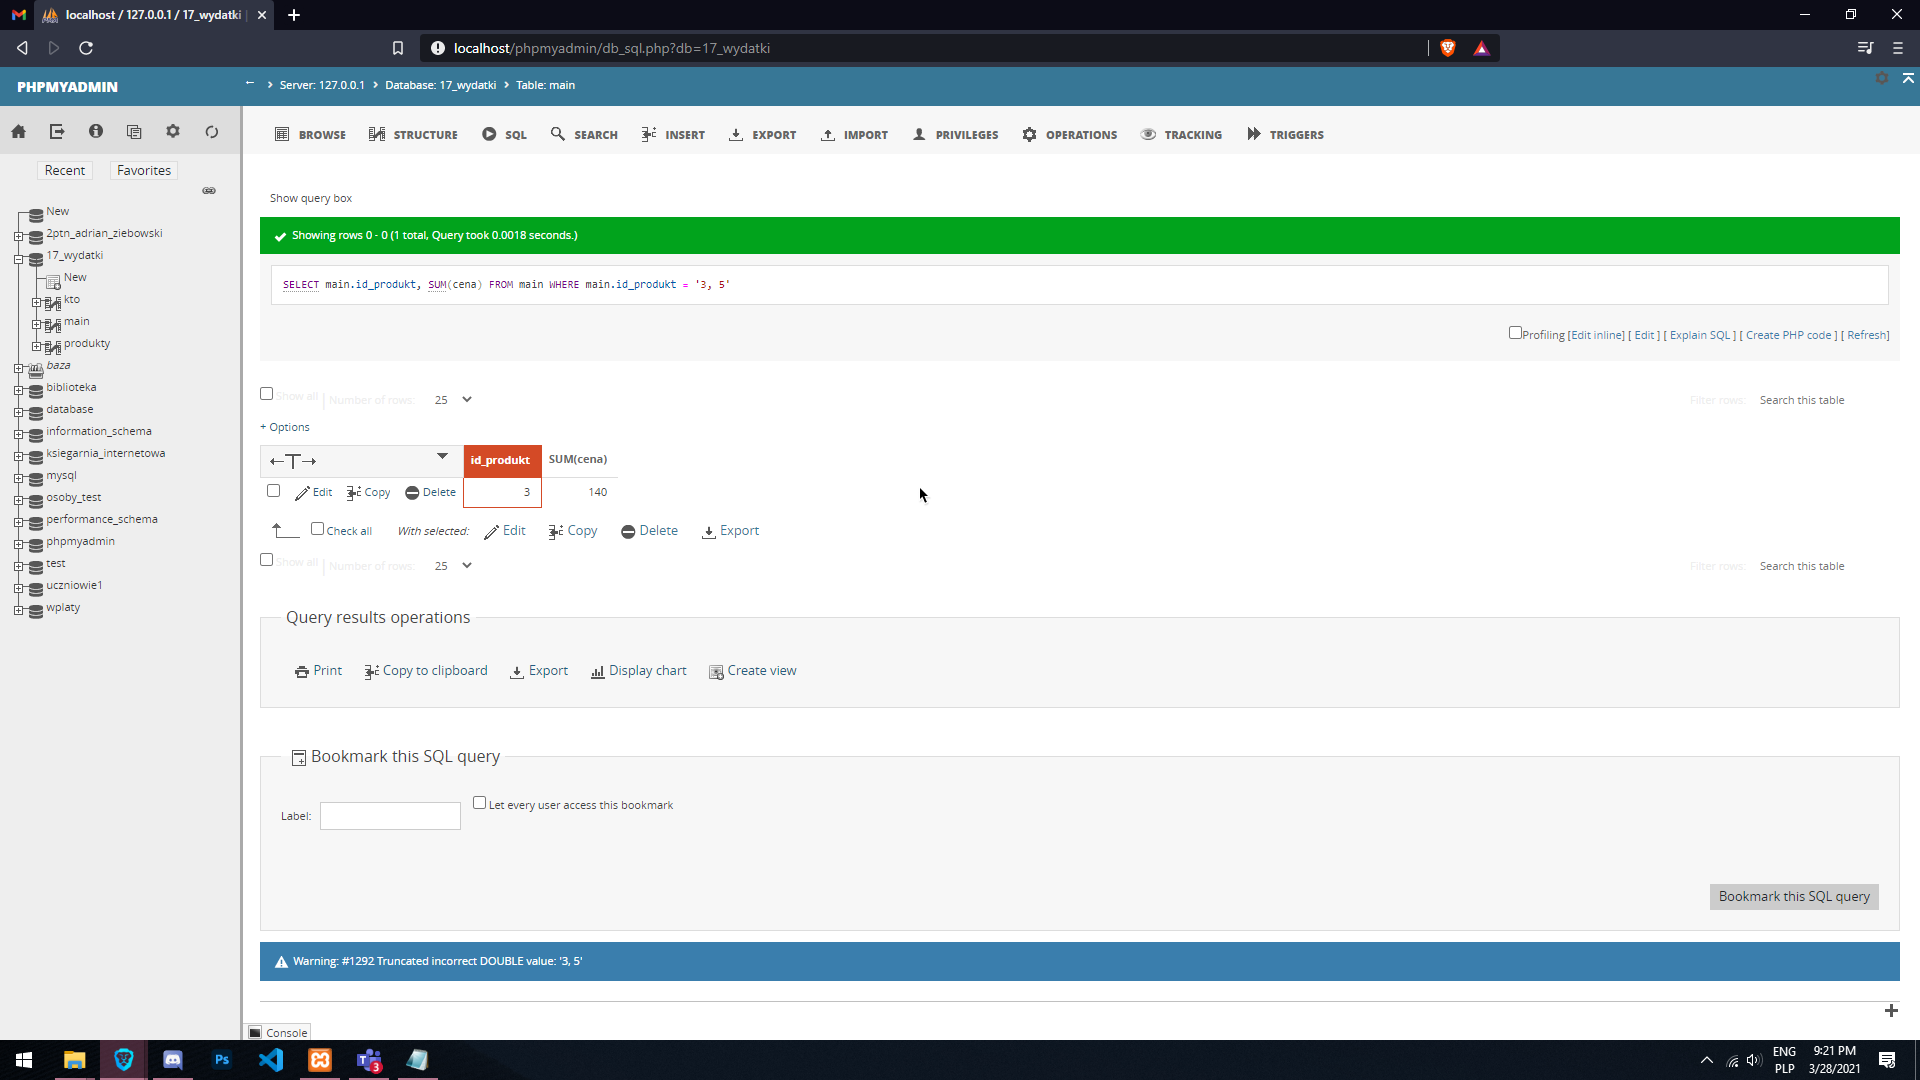 localhost / 127.0.0.1 / 17_wydatki
localhost/phpmyadmin/db_sql.php?db=17_wydatki
PHPMYADMIN
Server: 127.0.0.1 Database: 17_wydatki Table: main
BROWSE STRUCTURE SQL SEARCH INSERT EXPORT IMPORT PRIVILEGES OPERATIONS TRACKING TRIGGERS
Recent Favorites
New
2ptn_adrian_ziebowski
17_wydatki
New
kto
main
produkty
baza
biblioteka
database
information_schema
ksiegarnia_internetowa
mysql
osoby_test
performance_schema
phpmyadmin
test
uczniowie1
wplaty
Show query box
Showing rows 0 - 0 (1 total, Query took 0.0018 seconds.)
SELECT main.id_produkt, SUM(cena) FROM main WHERE main.id_produkt = '3, 5'
Profiling [Edit inline] [ Edit ] [ Explain SQL ] [ Create PHP code ] [ Refresh]
Show all Number of rows: 25 Filter rows: Search this table
+ Options
←T→ id_produkt SUM(cena)
Edit Copy Delete 3 140
Check all With selected: Edit Copy Delete Export
Show all Number of rows: 25 Filter rows: Search this table
Query results operations
Print Copy to clipboard Export Display chart Create view
Bookmark this SQL query
Label: Let every user access this bookmark
Bookmark this SQL query
Warning: #1292 Truncated incorrect DOUBLE value: '3, 5'
Console
Ps 3 ENG 9:21 PM
PLP 3/28/2021